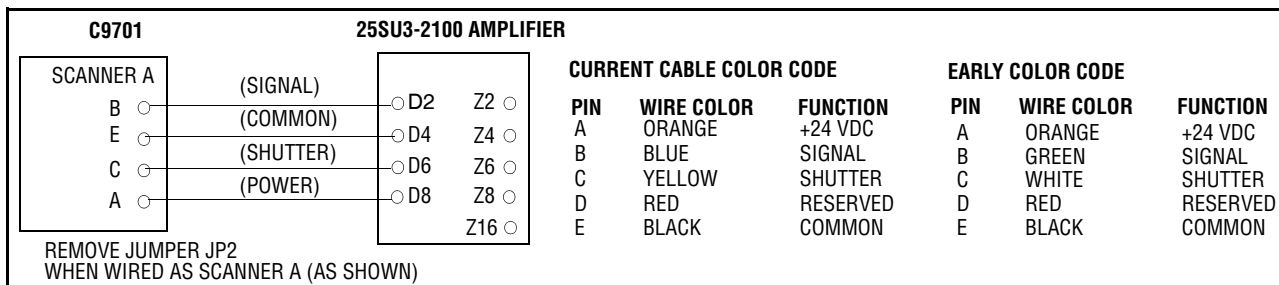 C9701
25SU3-2100 AMPLIFIER
SCANNER A
B (SIGNAL) D2 Z2
E (COMMON) D4 Z4
C (SHUTTER) D6 Z6
A (POWER) D8 Z8
Z16
REMOVE JUMPER JP2
WHEN WIRED AS SCANNER A (AS SHOWN)
CURRENT CABLE COLOR CODE
PIN WIRE COLOR FUNCTION
A ORANGE +24 VDC
B BLUE SIGNAL
C YELLOW SHUTTER
D RED RESERVED
E BLACK COMMON
EARLY COLOR CODE
PIN WIRE COLOR FUNCTION
A ORANGE +24 VDC
B GREEN SIGNAL
C WHITE SHUTTER
D RED RESERVED
E BLACK COMMON